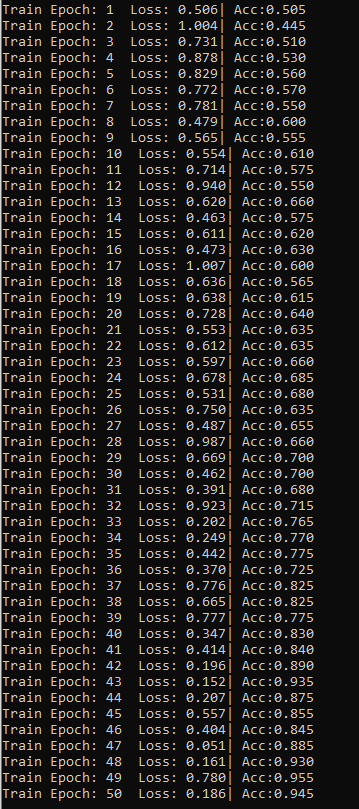 Train Epoch: 1  Loss: 0.506| Acc:0.505
Train Epoch: 2  Loss: 1.004| Acc:0.445
Train Epoch: 3  Loss: 0.731| Acc:0.510
Train Epoch: 4  Loss: 0.878| Acc:0.530
Train Epoch: 5  Loss: 0.829| Acc:0.560
Train Epoch: 6  Loss: 0.772| Acc:0.570
Train Epoch: 7  Loss: 0.781| Acc:0.550
Train Epoch: 8  Loss: 0.479| Acc:0.600
Train Epoch: 9  Loss: 0.565| Acc:0.555
Train Epoch: 10  Loss: 0.554| Acc:0.610
Train Epoch: 11  Loss: 0.714| Acc:0.575
Train Epoch: 12  Loss: 0.940| Acc:0.550
Train Epoch: 13  Loss: 0.620| Acc:0.660
Train Epoch: 14  Loss: 0.463| Acc:0.575
Train Epoch: 15  Loss: 0.611| Acc:0.620
Train Epoch: 16  Loss: 0.473| Acc:0.630
Train Epoch: 17  Loss: 1.007| Acc:0.600
Train Epoch: 18  Loss: 0.636| Acc:0.565
Train Epoch: 19  Loss: 0.638| Acc:0.615
Train Epoch: 20  Loss: 0.728| Acc:0.640
Train Epoch: 21  Loss: 0.553| Acc:0.635
Train Epoch: 22  Loss: 0.612| Acc:0.635
Train Epoch: 23  Loss: 0.597| Acc:0.660
Train Epoch: 24  Loss: 0.678| Acc:0.685
Train Epoch: 25  Loss: 0.531| Acc:0.680
Train Epoch: 26  Loss: 0.750| Acc:0.635
Train Epoch: 27  Loss: 0.487| Acc:0.655
Train Epoch: 28  Loss: 0.987| Acc:0.660
Train Epoch: 29  Loss: 0.669| Acc:0.700
Train Epoch: 30  Loss: 0.462| Acc:0.700
Train Epoch: 31  Loss: 0.391| Acc:0.680
Train Epoch: 32  Loss: 0.923| Acc:0.715
Train Epoch: 33  Loss: 0.202| Acc:0.765
Train Epoch: 34  Loss: 0.249| Acc:0.770
Train Epoch: 35  Loss: 0.442| Acc:0.775
Train Epoch: 36  Loss: 0.370| Acc:0.725
Train Epoch: 37  Loss: 0.776| Acc:0.825
Train Epoch: 38  Loss: 0.665| Acc:0.825
Train Epoch: 39  Loss: 0.777| Acc:0.775
Train Epoch: 40  Loss: 0.347| Acc:0.830
Train Epoch: 41  Loss: 0.414| Acc:0.840
Train Epoch: 42  Loss: 0.196| Acc:0.890
Train Epoch: 43  Loss: 0.152| Acc:0.935
Train Epoch: 44  Loss: 0.207| Acc:0.875
Train Epoch: 45  Loss: 0.557| Acc:0.855
Train Epoch: 46  Loss: 0.404| Acc:0.845
Train Epoch: 47  Loss: 0.051| Acc:0.885
Train Epoch: 48  Loss: 0.161| Acc:0.930
Train Epoch: 49  Loss: 0.780| Acc:0.955
Train Epoch: 50  Loss: 0.186| Acc:0.945